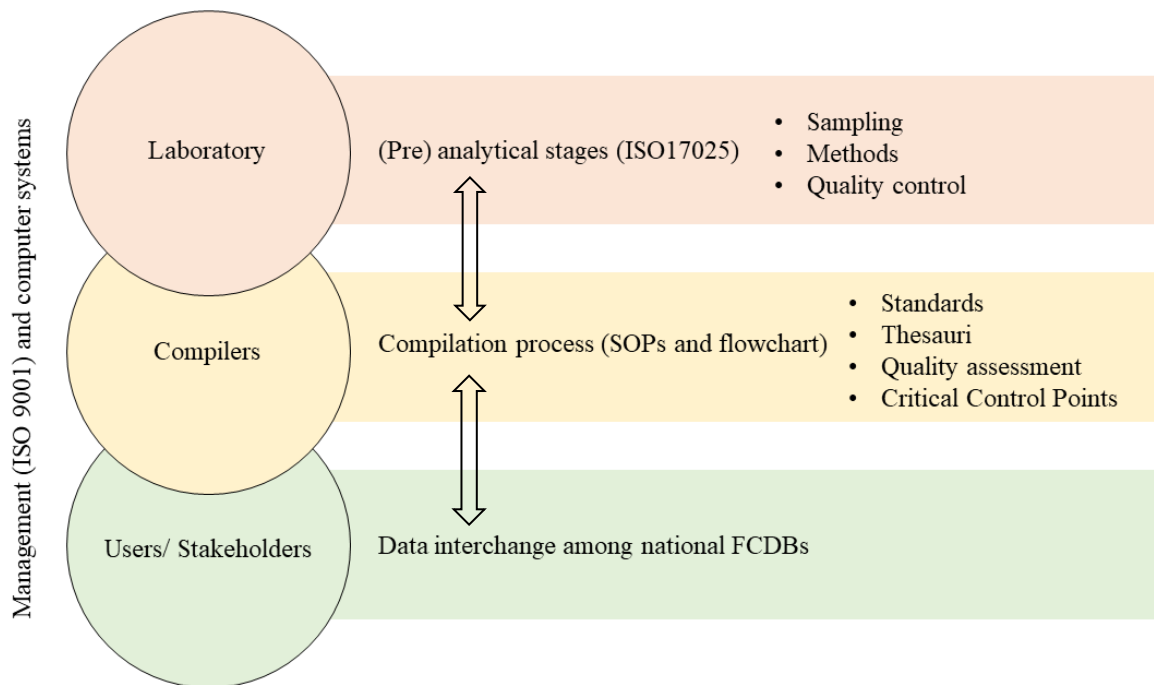 Management (ISO 9001) and computer systems
Laboratory
(Pre) analytical stages (ISO17025)
• Sampling
• Methods
• Quality control
Compilers
Compilation process (SOPs and flowchart)
• Standards
• Thesauri
• Quality assessment
• Critical Control Points
Users/ Stakeholders
Data interchange among national FCDBs